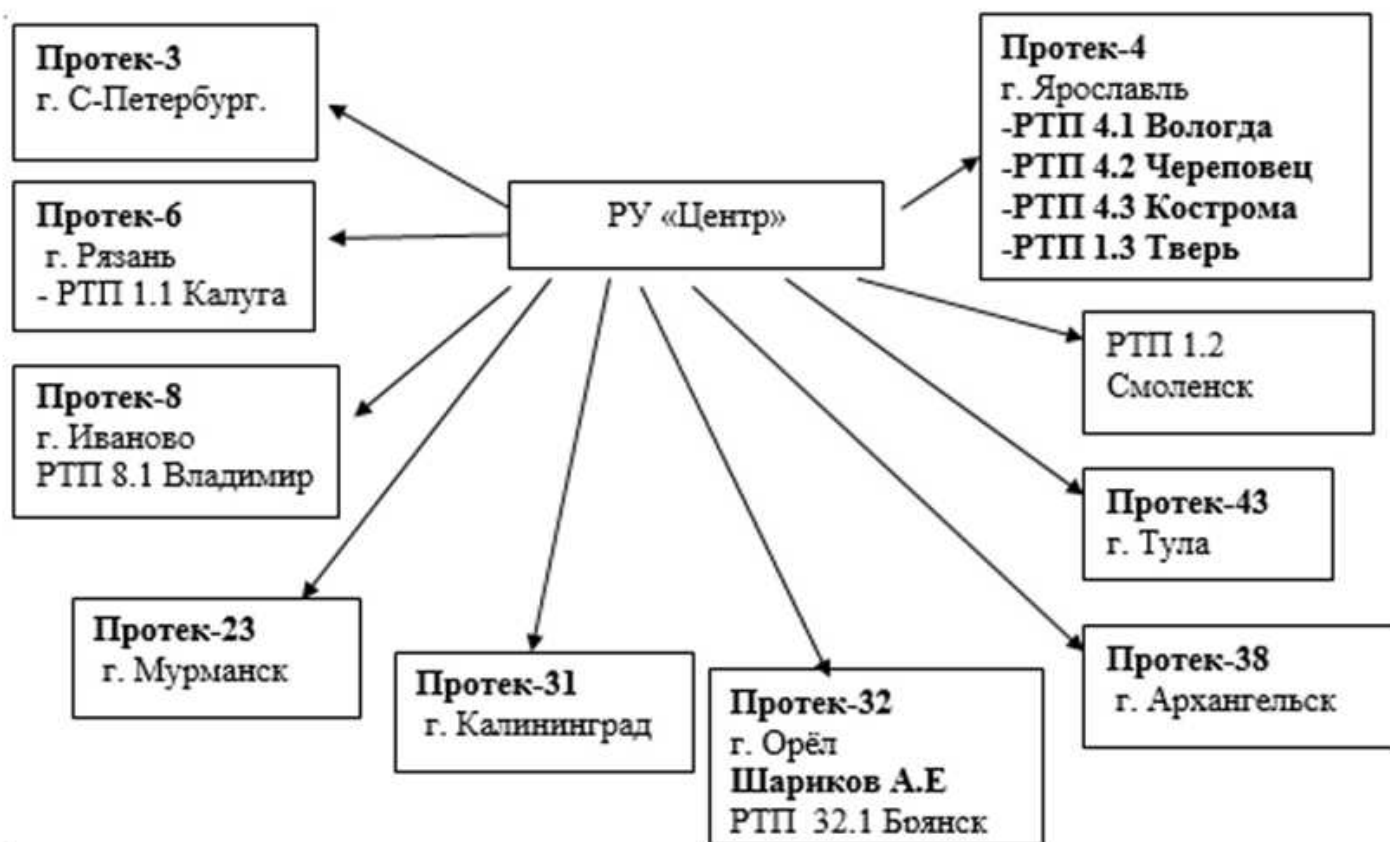 Протек-3
г. С-Петербург.
Протек-4
г. Ярославль
-РТП 4.1 Вологда
-РТП 4.2 Череповец
-РТП 4.3 Кострома
-РТП 1.3 Тверь
РУ «Центр»
Протек-6
г. Рязань
- РТП 1.1 Калуга
РТП 1.2
Смоленск
Протек-8
г. Иваново
РТП 8.1 Владимир
Протек-43
г. Тула
Протек-23
г. Мурманск
Протек-31
г. Калининград
Протек-32
г. Орёл
Шариков А.Е
РТП 32.1 Брянск
Протек-38
г. Архангельск